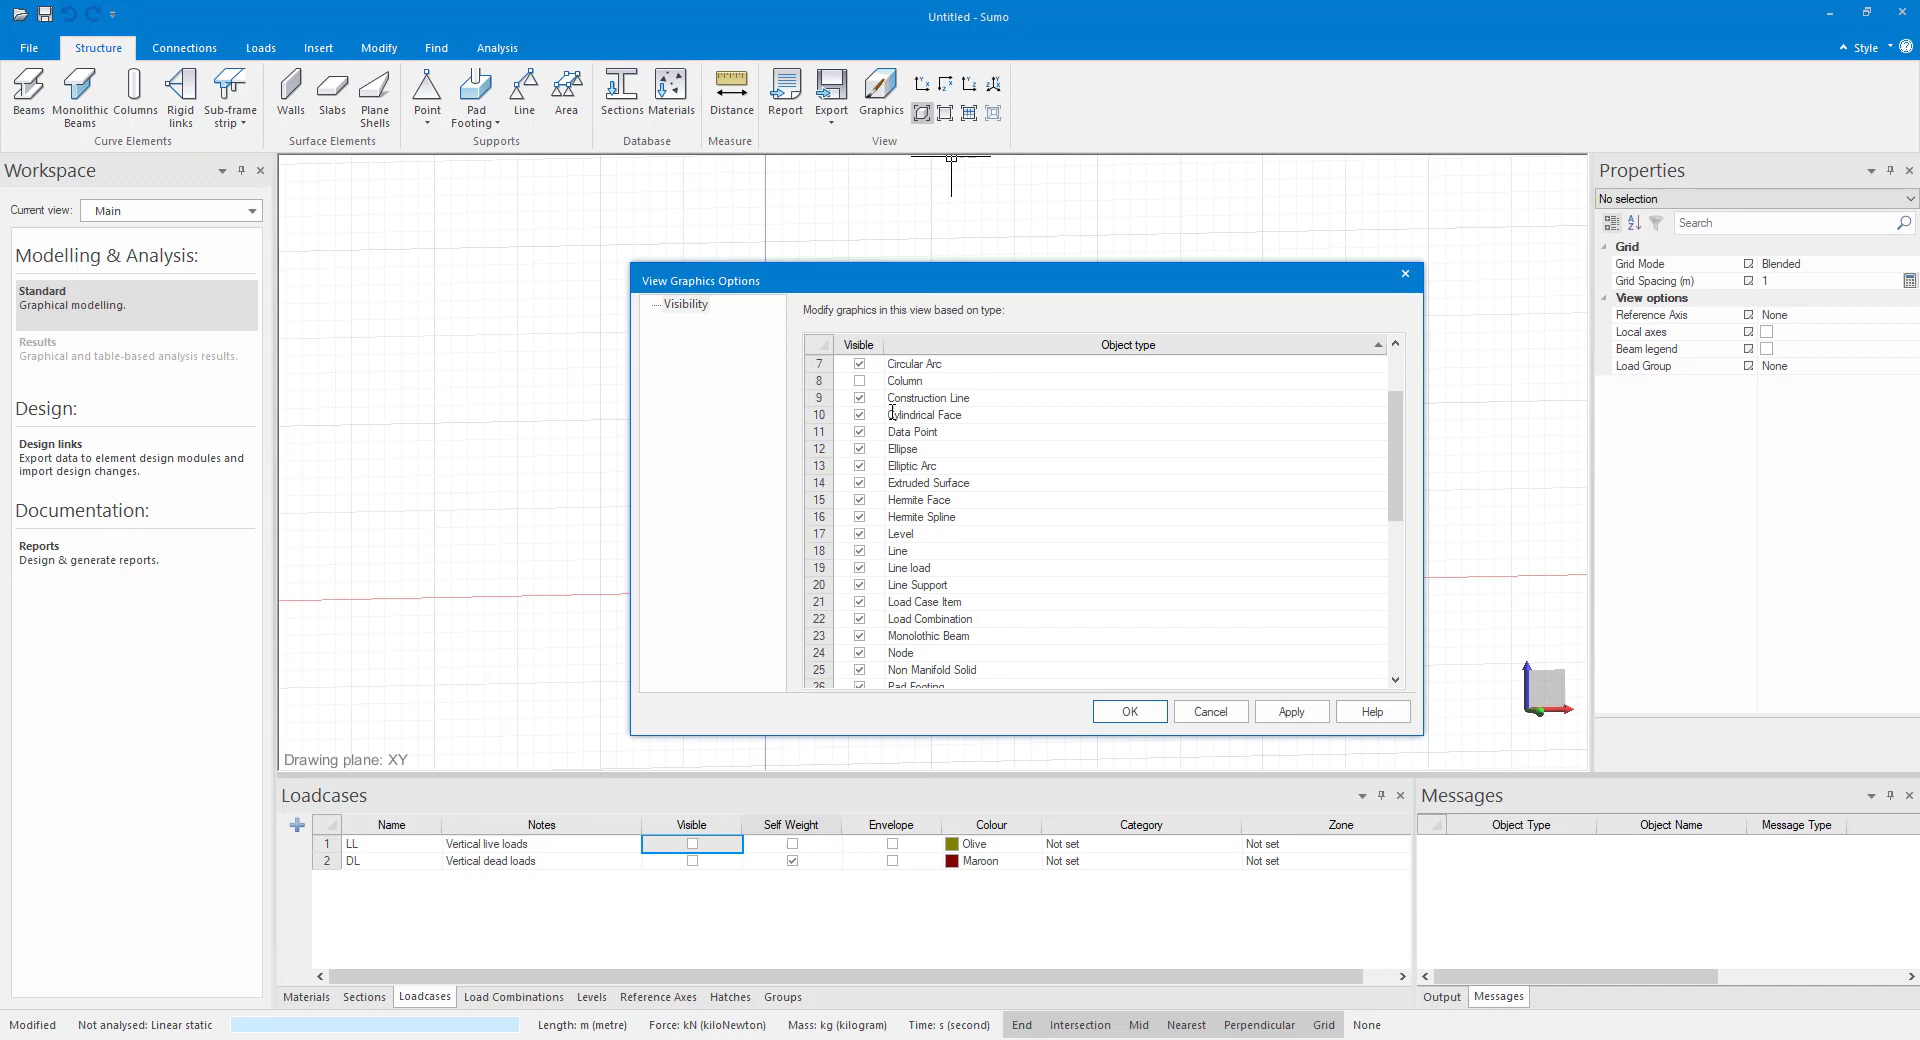 Untitled - Sumo
File
Structure
Connections
Loads
Insert
Modify
Find
Analysis
Style
Beams
Monolithic
Beams
Columns
Rigid
links
Sub-frame
strip
Curve Elements
Walls
Slabs
Plane
Shells
Surface Elements
Point
Pad
Footing
Line
Area
Supports
Sections
Materials
Database
Distance
Measure
Report
Export
Graphics
View
Workspace
Current view:
Main
Modelling & Analysis:
Standard
Graphical modelling.
Results
Graphical and table-based analysis results.
Design:
Design links
Export data to element design modules and
import design changes.
Documentation:
Reports
Design & generate reports.
Drawing plane: XY
View Graphics Options
Visibility
Modify graphics in this view based on type:
Visible Object type
7 Circular Arc
8 Column
9 Construction Line
10 Cylindrical Face
11 Data Point
12 Ellipse
13 Elliptic Arc
14 Extruded Surface
15 Hermite Face
16 Hermite Spline
17 Level
18 Line
19 Line load
20 Line Support
21 Load Case Item
22 Load Combination
23 Monolothic Beam
24 Node
25 Non Manifold Solid
26 Pad Footing
OK
Cancel
Apply
Help
Properties
No selection
Search
Grid
Grid Mode Blended
Grid Spacing (m) 1
View options
Reference Axis None
Local axes
Beam legend
Load Group None
Loadcases
Name Notes Visible Self Weight Envelope Colour Category Zone
1 LL Vertical live loads Olive Not set Not set
2 DL Vertical dead loads Maroon Not set Not set
Materials Sections Loadcases Load Combinations Levels Reference Axes Hatches Groups
Messages
Object Type Object Name Message Type
Output Messages
Modified Not analysed: Linear static Length: m (metre) Force: kN (kiloNewton) Mass: kg (kilogram) Time: s (second) End Intersection Mid Nearest Perpendicular Grid None